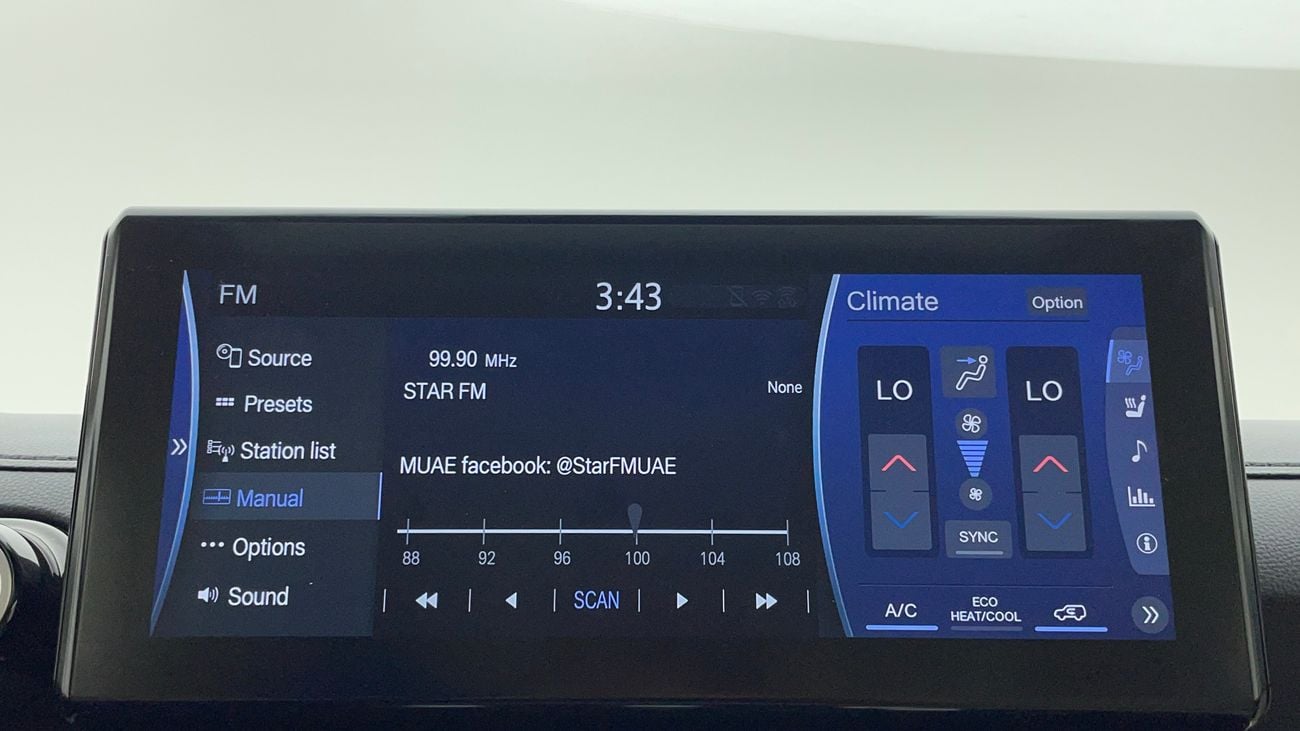 FM
3:43
Source
Presets
Station list
Manual
Options
Sound
99.90 MHz
STAR FM
None
MUAE facebook: @StarFMUAE
88 92 96 100 104 108
SCAN
Climate
Option
LO
LO
SYNC
A/C
ECO
HEAT/COOL